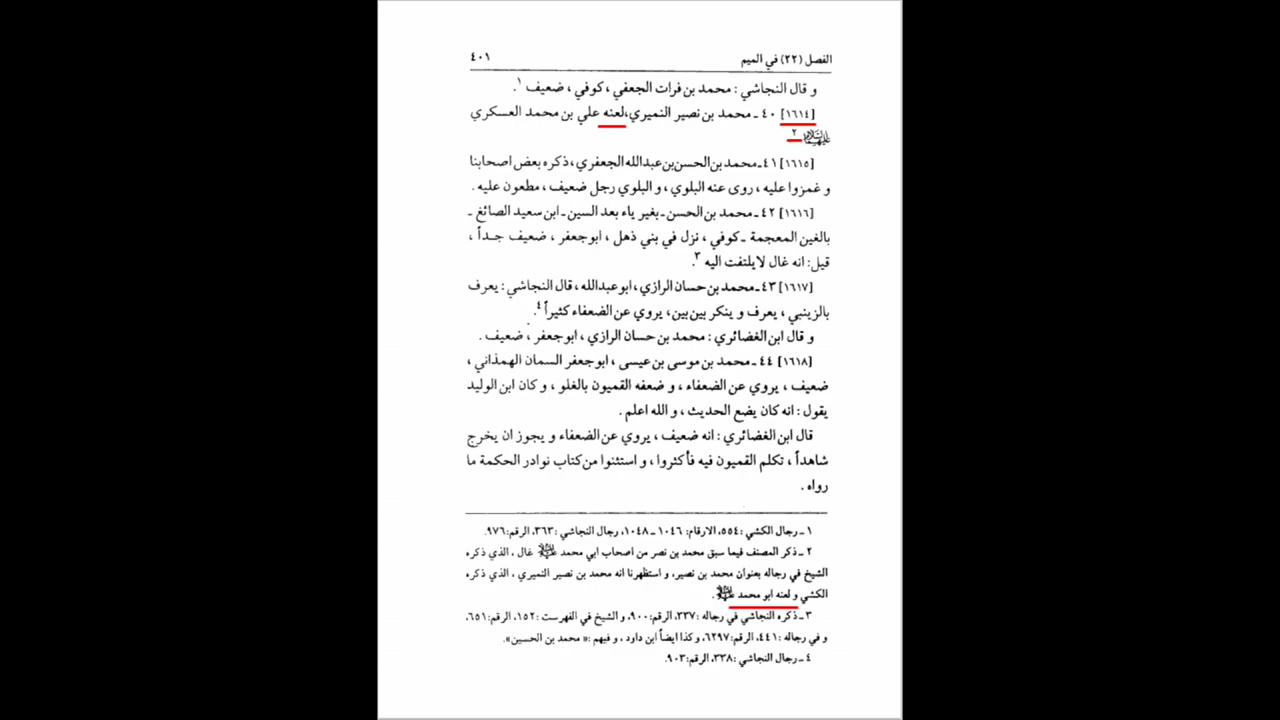 الفصل (٢٢) في الميم
٤٠١
و قال النجاشي : محمد بن فرات الجعفي ، كوفي ، ضعيف ١.
[١٦١٤] ٤٠ ـ محمد بن نصير النميري، لعنه علي بن محمد العسكري
عليهما السلام ٢
[١٦١٥] ٤١ـ محمد بن الحسن بن عبدالله الجعفري ، ذكره بعض اصحابنا
و غمزوا عليه ، روى عنه البلوي ، و البلوي رجل ضعيف ، مطعون عليه .
[١٦١٦] ٤٢ ـ محمد بن الحسن ـ بغير ياء بعد السين ـ ابن سعيد الصائغ ـ
بالغين المعجمة ـ كوفي ، نزل في بني ذهل ، ابوجعفر ، ضعيف جداً ،
قيل: انه غال لا يلتفت اليه ٣.
[١٦١٧] ٤٣ ـ محمد بن حسان الرازي ، ابو عبدالله ، قال النجاشي : يعرف
بالزينبي ، يعرف و ينكر بين بين، يروي عن الضعفاء كثيراً ٤.
و قال ابن الغضائري : محمد بن حسان الرازي ، ابوجعفر ، ضعيف .
[١٦١٨] ٤٤ ـ محمد بن موسى بن عيسى ، ابوجعفر السمان الهمذاني ،
ضعيف ، يروي عن الضعفاء ، و ضعفه القميون بالغلو ، و كان ابن الوليد
يقول : انه كان يضع الحديث ، و الله اعلم .
قال ابن الغضائري : انه ضعيف ، يروي عن الضعفاء و يجوز ان يخرج
شاهداً ، تكلم القميون فيه فأكثروا ، و استثنوا من كتاب نوادر الحكمة ما
رواه .
١ ـ رجال الكشي :٥٥٤، الارقام: ١٠٤٦ ـ ١٠٤٨، رجال النجاشي :٣٦٣، الرقم:٩٧٦.
٢ ـ ذكر المصنف فيما سبق محمد بن نصر من اصحاب ابي محمد عليه السلام غال ، الذي ذكره
الشيخ في رجاله بعنوان محمد بن نصير، و استظهرنا انه محمد بن نصير النميري ، الذي ذكره
الكشي و لعنه ابو محمد عليه السلام.
٣ ـ ذكره النجاشي في رجاله :٣٣٧، الرقم:٩٠٠، و الشيخ في الفهرست :١٥٢، الرقم:٦٥١،
و في رجاله :٤٤١، الرقم:٦٢٩٧، و كذا ايضاً ابن داود ، و فيهم :« محمد بن الحسين».
٤ ـ رجال النجاشي :٣٣٨، الرقم:٩٠٣.